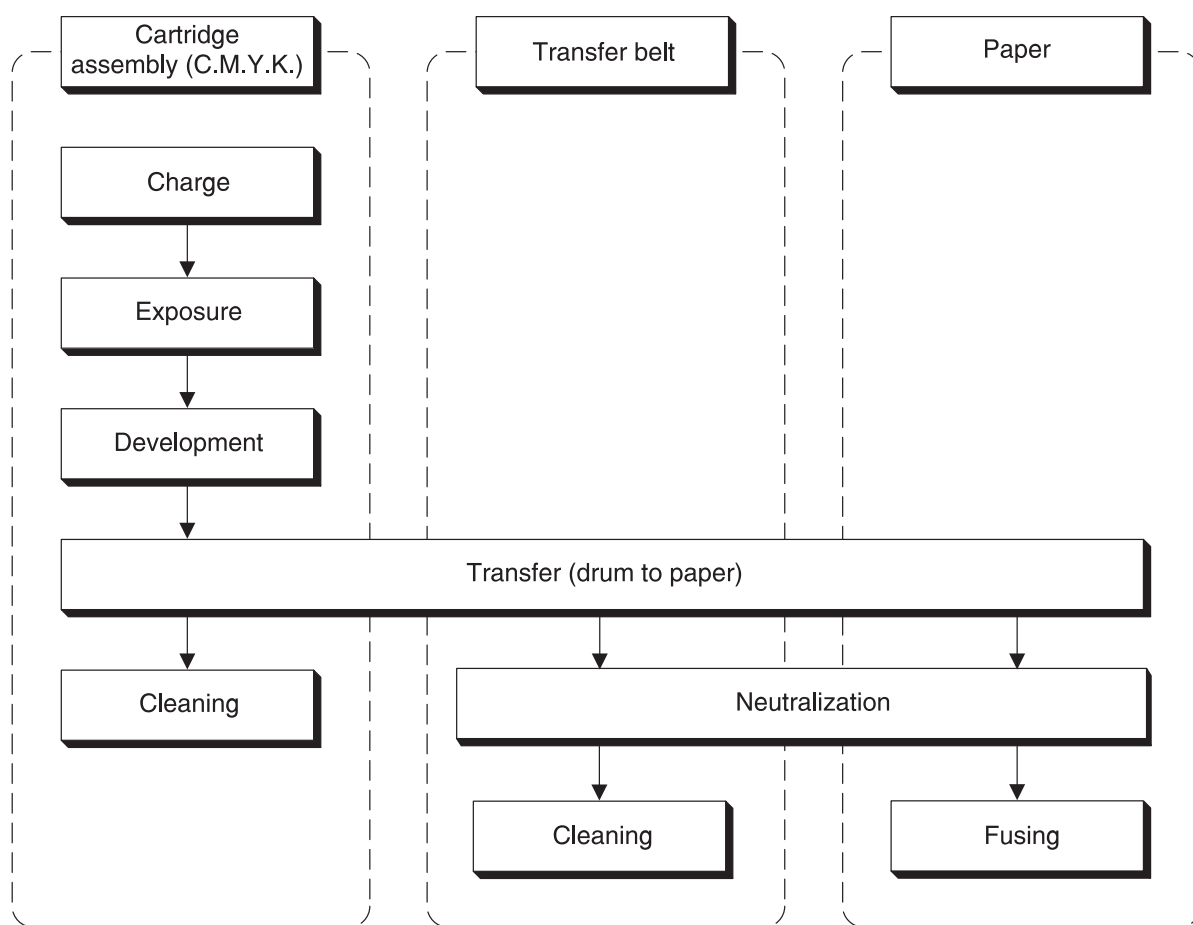 Cartridge
assembly (C.M.Y.K.)
Transfer belt
Paper
Charge
Exposure
Development
Transfer (drum to paper)
Cleaning
Neutralization
Cleaning
Fusing